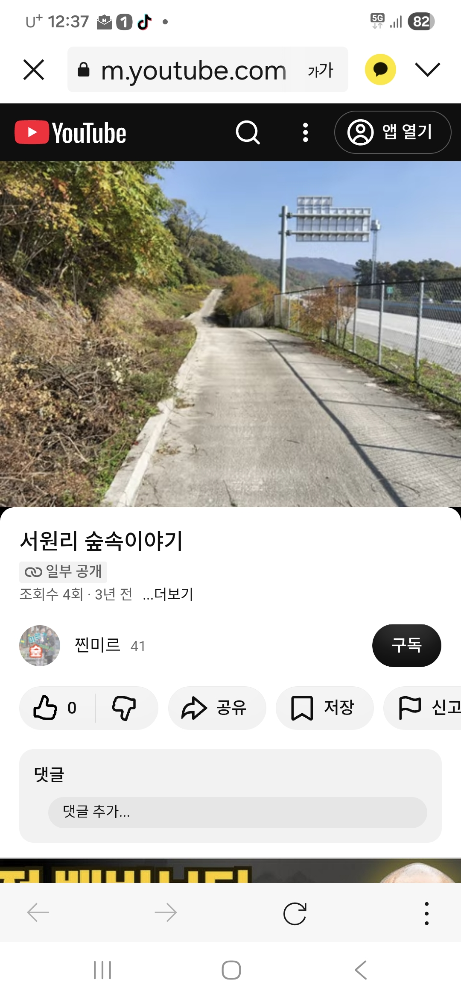 U+ 12:37 N 1 5G 82
m.youtube.com 가가
YouTube 앱 열기
서원리 숲속이야기
일부 공개
조회수 4회 · 3년 전 ...더보기
찐미르 41 구독
숲
0 공유 저장 신고
댓글
댓글 추가...